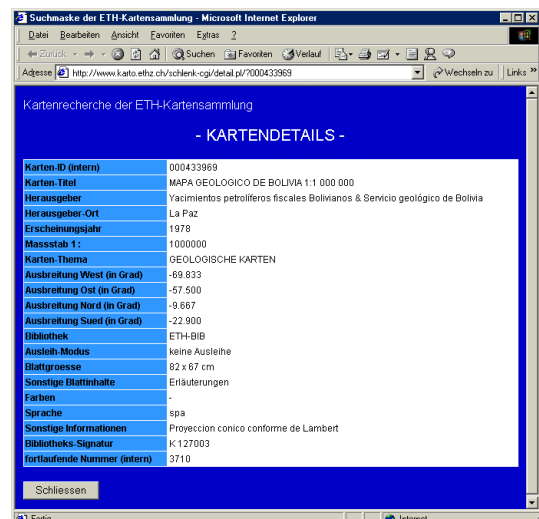 Suchmaske der ETH-Kartensammlung - Microsoft Internet Explorer
Datei Bearbeiten Ansicht Favoriten Extras ?
Zurück Suchen Favoriten Verlauf
Adresse http://www.karto.ethz.ch/schlenk-cgi/detail.pl/?000433969 Wechseln zu Links »
Kartenrecherche der ETH-Kartensammlung
- KARTENDETAILS -
Karten-ID (intern) 000433969
Karten-Titel MAPA GEOLOGICO DE BOLIVIA 1:1 000 000
Herausgeber Yacimientos petrolíferos fiscales Bolivianos & Servicio geológico de Bolivia
Herausgeber-Ort La Paz
Erscheinungsjahr 1978
Massstab 1 : 1000000
Karten-Thema GEOLOGISCHE KARTEN
Ausbreitung West (in Grad) -69.833
Ausbreitung Ost (in Grad) -57.500
Ausbreitung Nord (in Grad) -9.667
Ausbreitung Sued (in Grad) -22.900
Bibliothek ETH-BIB
Ausleih-Modus keine Ausleihe
Blattgroesse 82 x 67 cm
Sonstige Blattinhalte Erläuterungen
Farben -
Sprache spa
Sonstige Informationen Proyeccion conico conforme de Lambert
Bibliotheks-Signatur K 127003
fortlaufende Nummer (intern) 3710
Schliessen
Fertig Internet